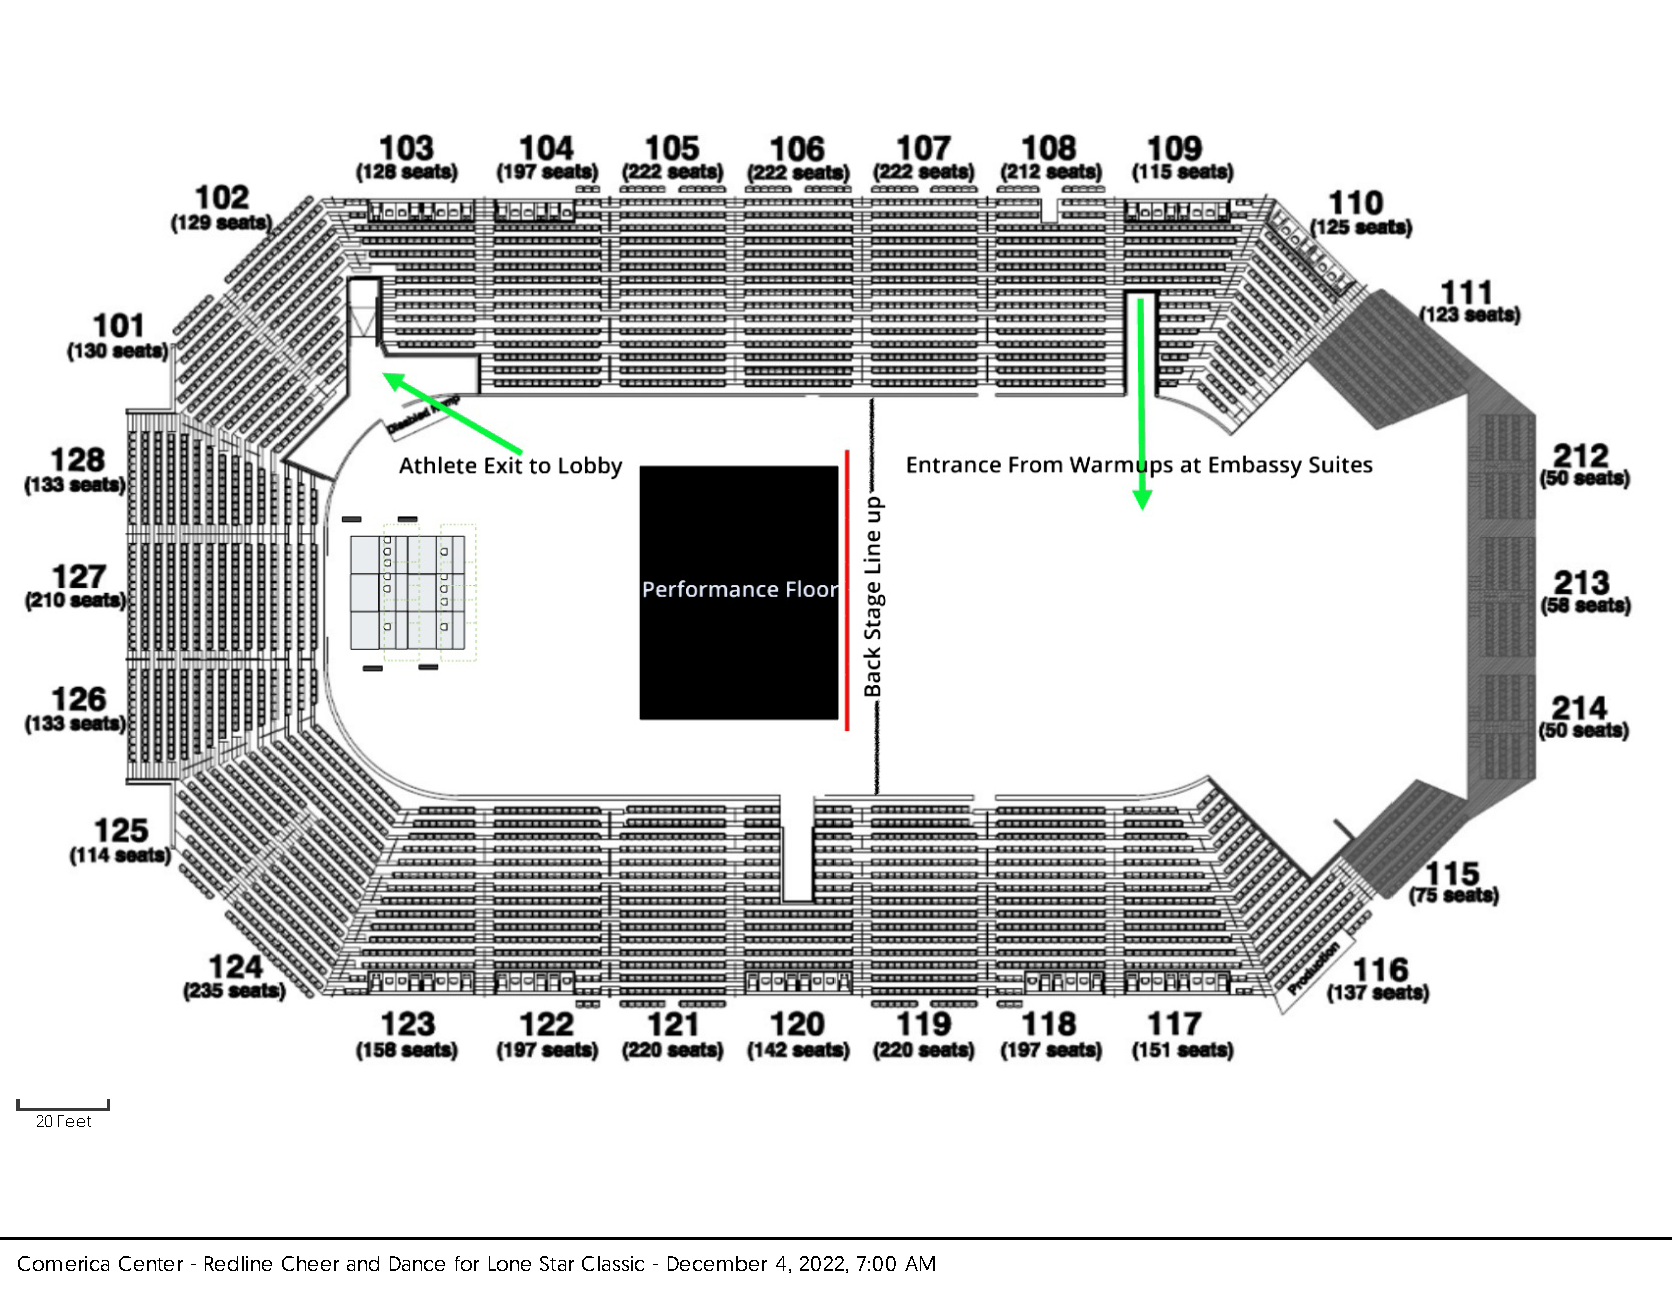 103
(128 seats)
104
(197 seats)
105
(222 seats)
106
(222 seats)
107
(222 seats)
108
(212 seats)
109
(115 seats)
102
(129 seats)
110
(125 seats)
111
(123 seats)
101
(130 seats)
Disabled Ramp
128
(133 seats)
Athlete Exit to Lobby
Entrance From Warmups at Embassy Suites
212
(50 seats)
127
(210 seats)
Performance Floor
Back Stage Line up
213
(58 seats)
126
(133 seats)
214
(50 seats)
125
(114 seats)
115
(75 seats)
124
(235 seats)
Production
116
(137 seats)
123
(158 seats)
122
(197 seats)
121
(220 seats)
120
(142 seats)
119
(220 seats)
118
(197 seats)
117
(151 seats)
20 Feet
Comerica Center - Redline Cheer and Dance for Lone Star Classic - December 4, 2022, 7:00 AM